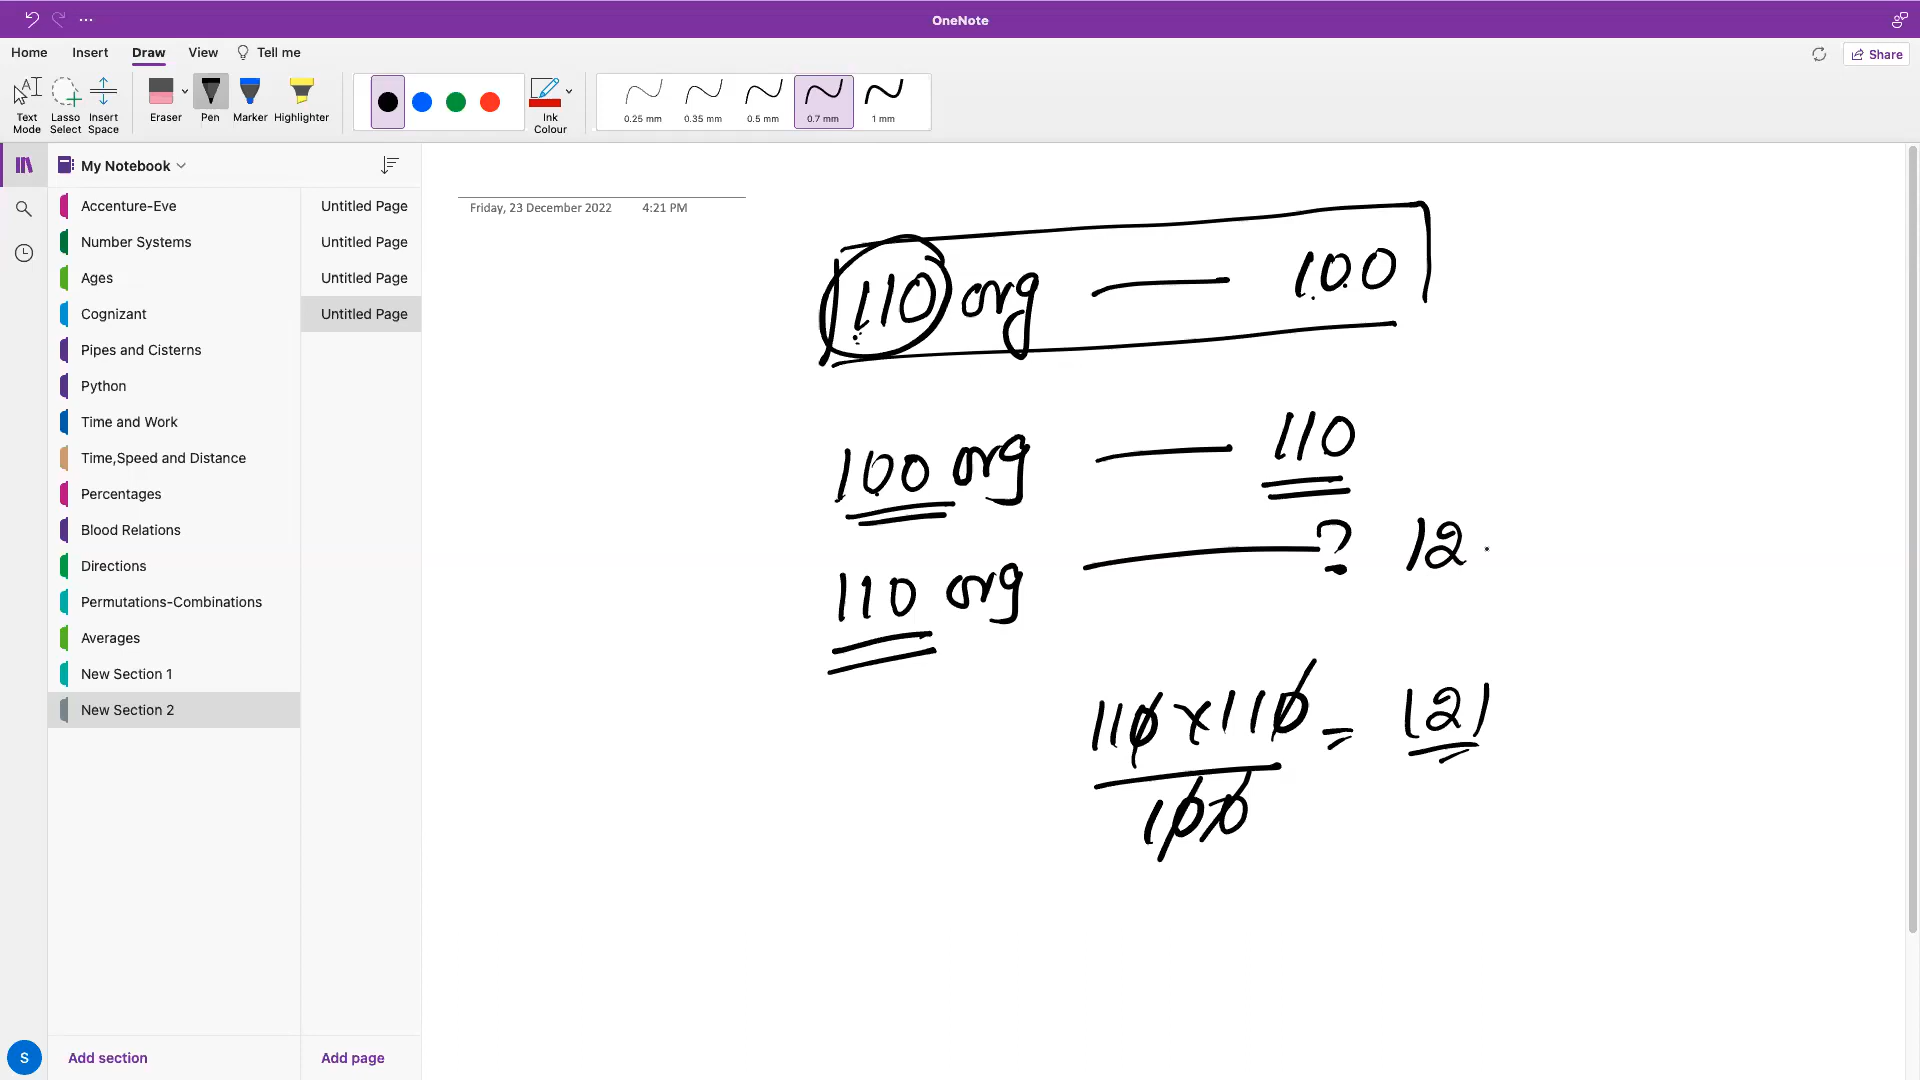 OneNote
Home Insert Draw View Tell me
Share
Text Mode
Lasso Select
Insert Space
Eraser
Pen
Marker
Highlighter
Ink Colour
0.25 mm
0.35 mm
0.5 mm
0.7 mm
1 mm
My Notebook
Accenture-Eve
Number Systems
Ages
Cognizant
Pipes and Cisterns
Python
Time and Work
Time,Speed and Distance
Percentages
Blood Relations
Directions
Permutations-Combinations
Averages
New Section 1
New Section 2
S
Add section
Untitled Page
Untitled Page
Untitled Page
Untitled Page
Add page
Friday, 23 December 2022 4:21 PM
110 org — 100
100 org — 110
110 org — ? 12
110 x 110 = 121
100